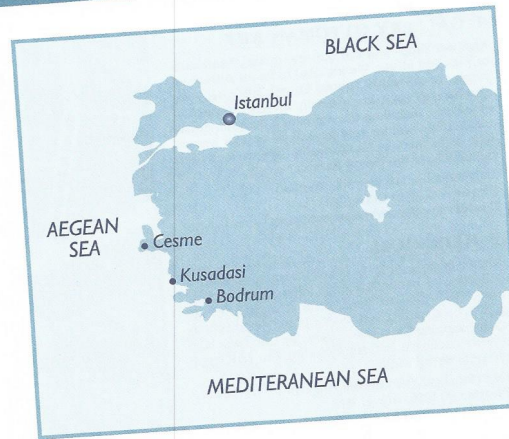 BLACK SEA
Istanbul
AEGEAN
SEA
Cesme
Kusadasi
Bodrum
MEDITERANEAN SEA